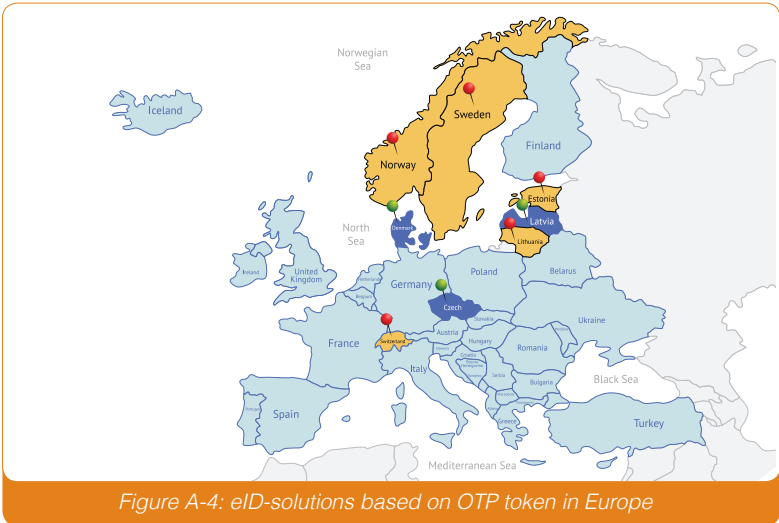 Norwegian
Sea
Iceland
Sweden
Finland
Norway
Estonia
North
Sea
Denmark
Latvia
Lithuania
Ireland
United
Kingdom
Netherlands
Germany
Poland
Belarus
Belgium
Czech
Slovakia
Ukraine
France
Switzerland
Austria
Hungary
Romania
Italy
Croatia
Serbia
Black Sea
Bulgaria
Portugal
Spain
Greece
Turkey
Mediterranean Sea
Figure A-4: eID-solutions based on OTP token in Europe